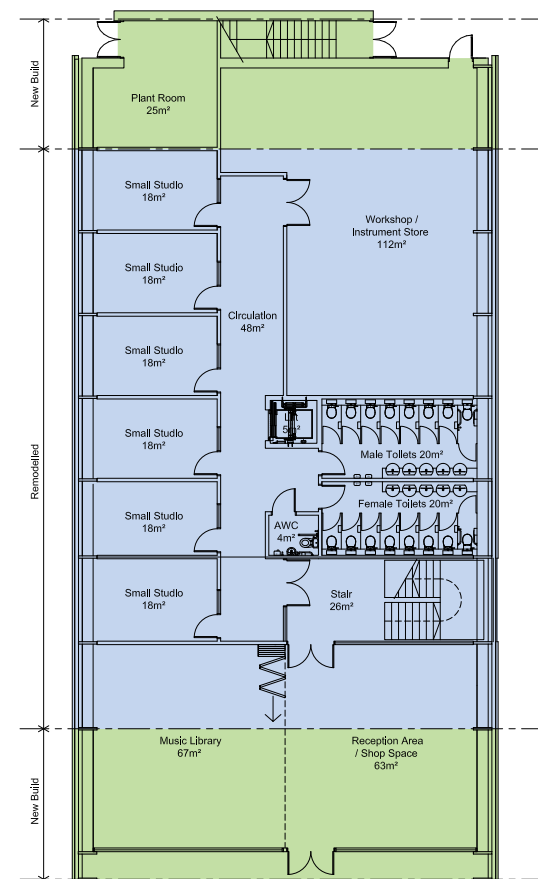 New Build
Plant Room
25m²
Small Studio
18m²
Workshop /
Instrument Store
112m²
Small Studio
18m²
Circulation
48m²
Small Studio
18m²
Lift
5m²
Small Studio
18m²
Male Toilets 20m²
Remodelled
Female Toilets 20m²
Small Studio
18m²
AWC
4m²
Small Studio
18m²
Stair
26m²
Music Library
67m²
Reception Area
/ Shop Space
63m²
New Build